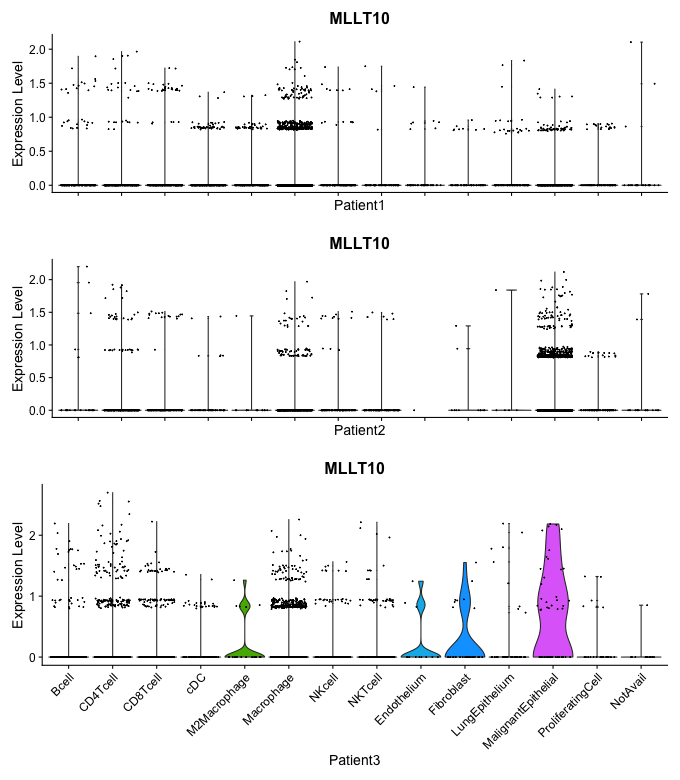 MLLT10
Expression Level
2.0
1.5
1.0
0.5
0.0
Patient1
MLLT10
Expression Level
2.0
1.5
1.0
0.5
0.0
Patient2
MLLT10
Expression Level
2
1
0
Bcell
CD4Tcell
CD8Tcell
cDC
M2Macrophage
Macrophage
NKcell
NKTcell
Endothelium
Fibroblast
LungEpithelium
MalignantEpithelial
ProliferatingCell
NotAvail
Patient3